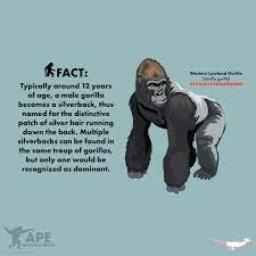 FACT:
Typically around 12 years
of age, a male gorilla
becomes a silverback, thus
named for the distinctive
patch of silver hair running
down the back. Multiple
silverbacks can be found in
the same troop of gorillas,
but only one would be
recognized as dominant.
Western Lowland Gorilla
(Gorilla gorilla)
CRITICALLY ENDANGERED
APE